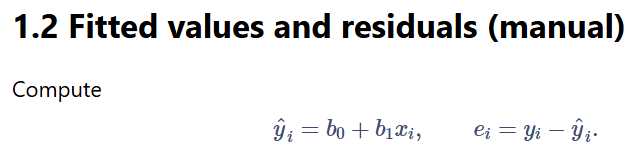 1.2 Fitted values and residuals (manual)
Compute
ŷᵢ = b₀ + b₁xᵢ, eᵢ = yᵢ − ŷᵢ.